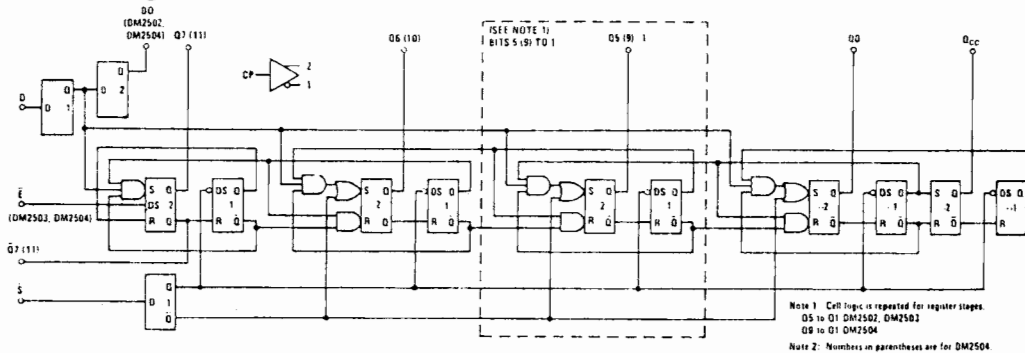 DO
(DM2502,
DM2504)
Q7 (11)
Q6 (10)
(SEE NOTE 1)
BITS 5 (9) TO 1
Q5 (9) 1
Q0
QCC
CP
2
1
D
D Q
1
D Q
2
S Q
DS 2
R Q̄
DS Q
1
R Q̄
S Q
2
R Q̄
DS Q
1
R Q̄
S Q
2
R Q̄
DS Q
1
R Q̄
S Q
2
R Q̄
DS Q
1
R Q̄
S Q
2
R Q̄
DS Q
1
R
Ē
(DM2503, DM2504)
Q̄7 (11)
S̄
D Q
1
Q̄
Note 1 Cell logic is repeated for register stages.
Q5 to Q1 DM2502, DM2503
Q9 to Q1 DM2504
Note 2: Numbers in parentheses are for DM2504.